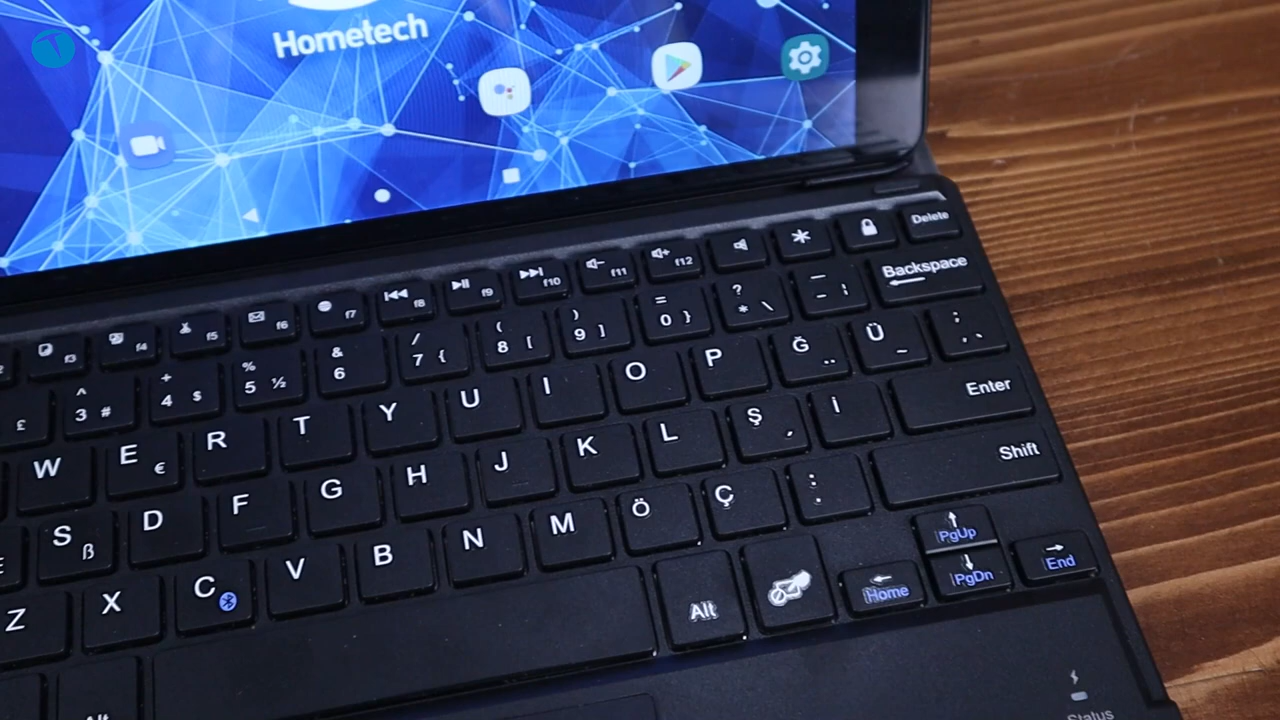 Hometech
Delete
f3 f4 f5 f6 f7 f8 f9 f10 f11 f12 *
£ ^ 3 # + 4 $ % 5 ½ & 6 / 7 { ( 8 [ ) 9 ] = 0 } ? * \ _ - ¦ Backspace
W E € R T Y U I O P Ğ ¨ Ü ~ ; , `
S ß D F G H J K L Ş ´ İ Enter
Z X C V B N M Ö Ç : . Shift
Alt Alt Home PgUp PgDn End
Status